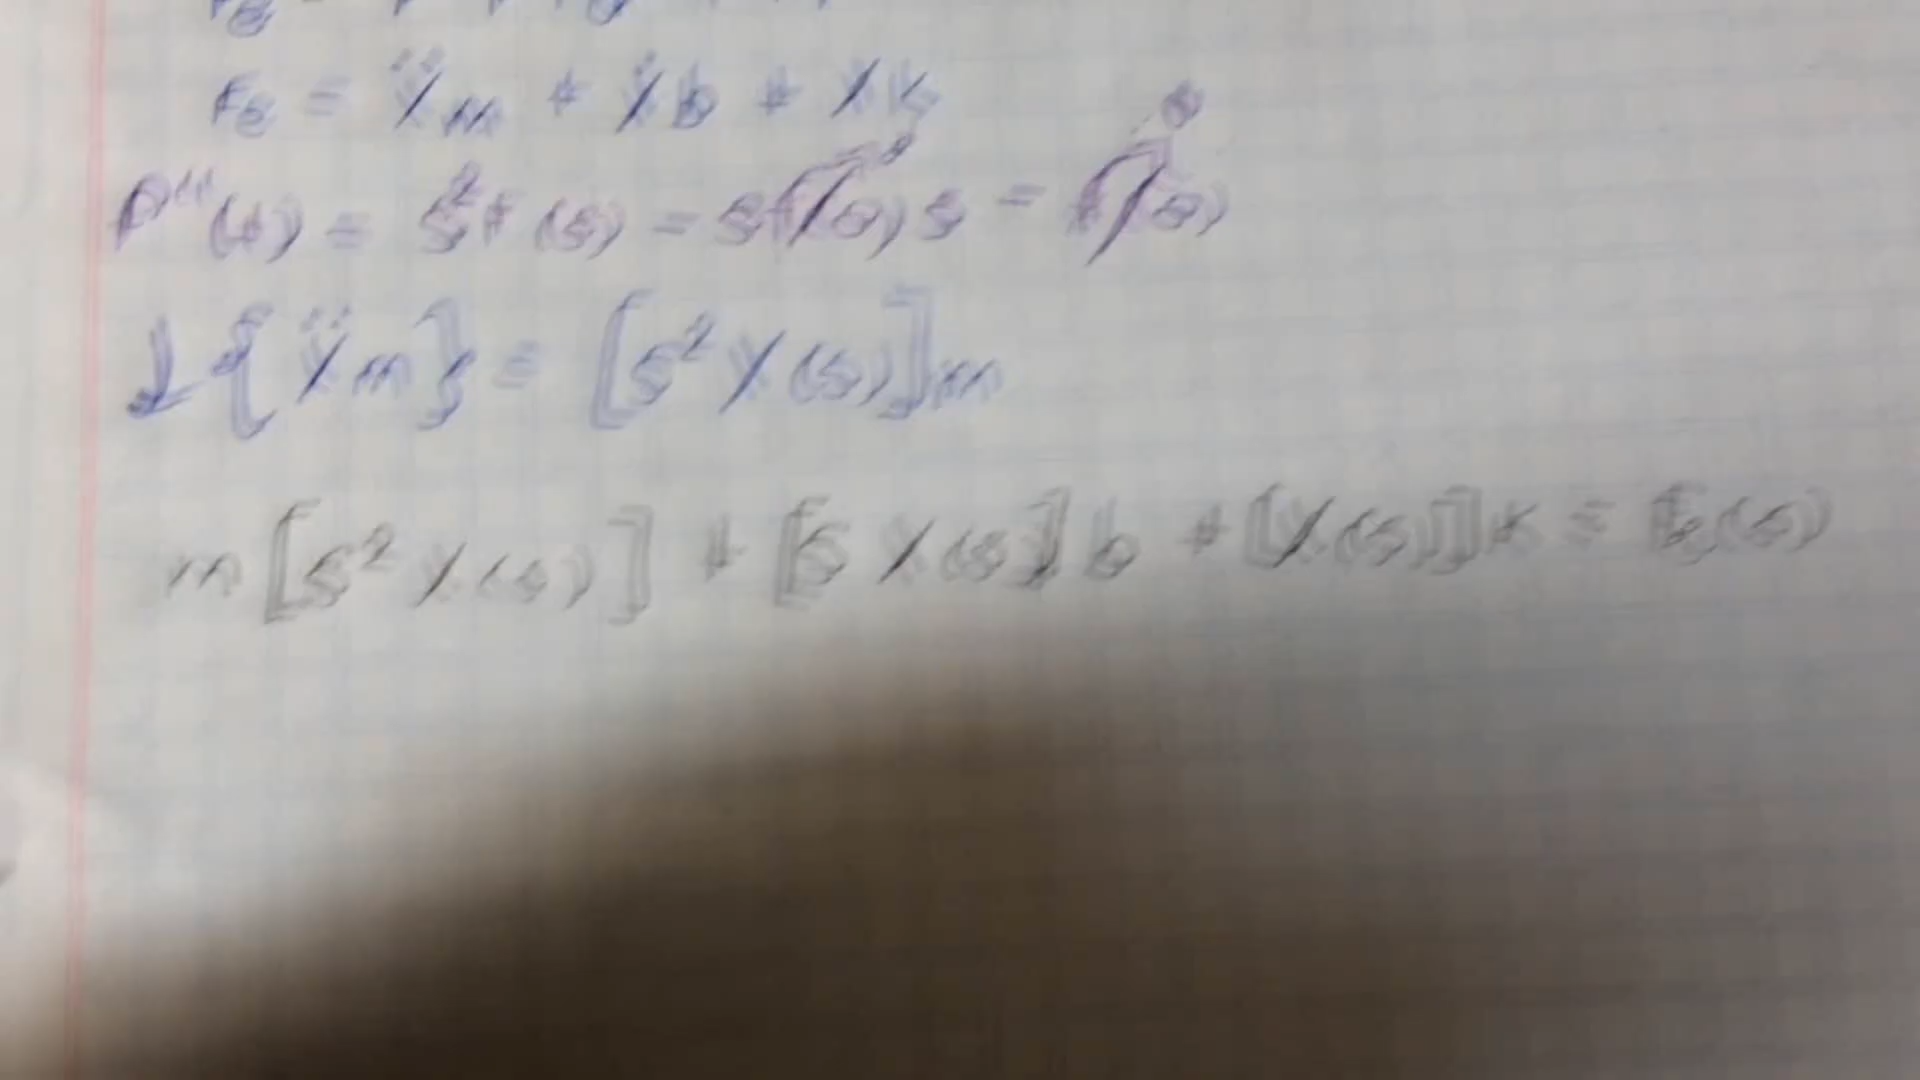 Fe = Ẍm + Ẋb + Xk
F''(t) = s²F(s) - sf(0)s = f(0)
L{Ẍm} = [s²X(s)]m
m[s²X(s)] + [sX(s)]b + [X(s)]k = Fe(s)